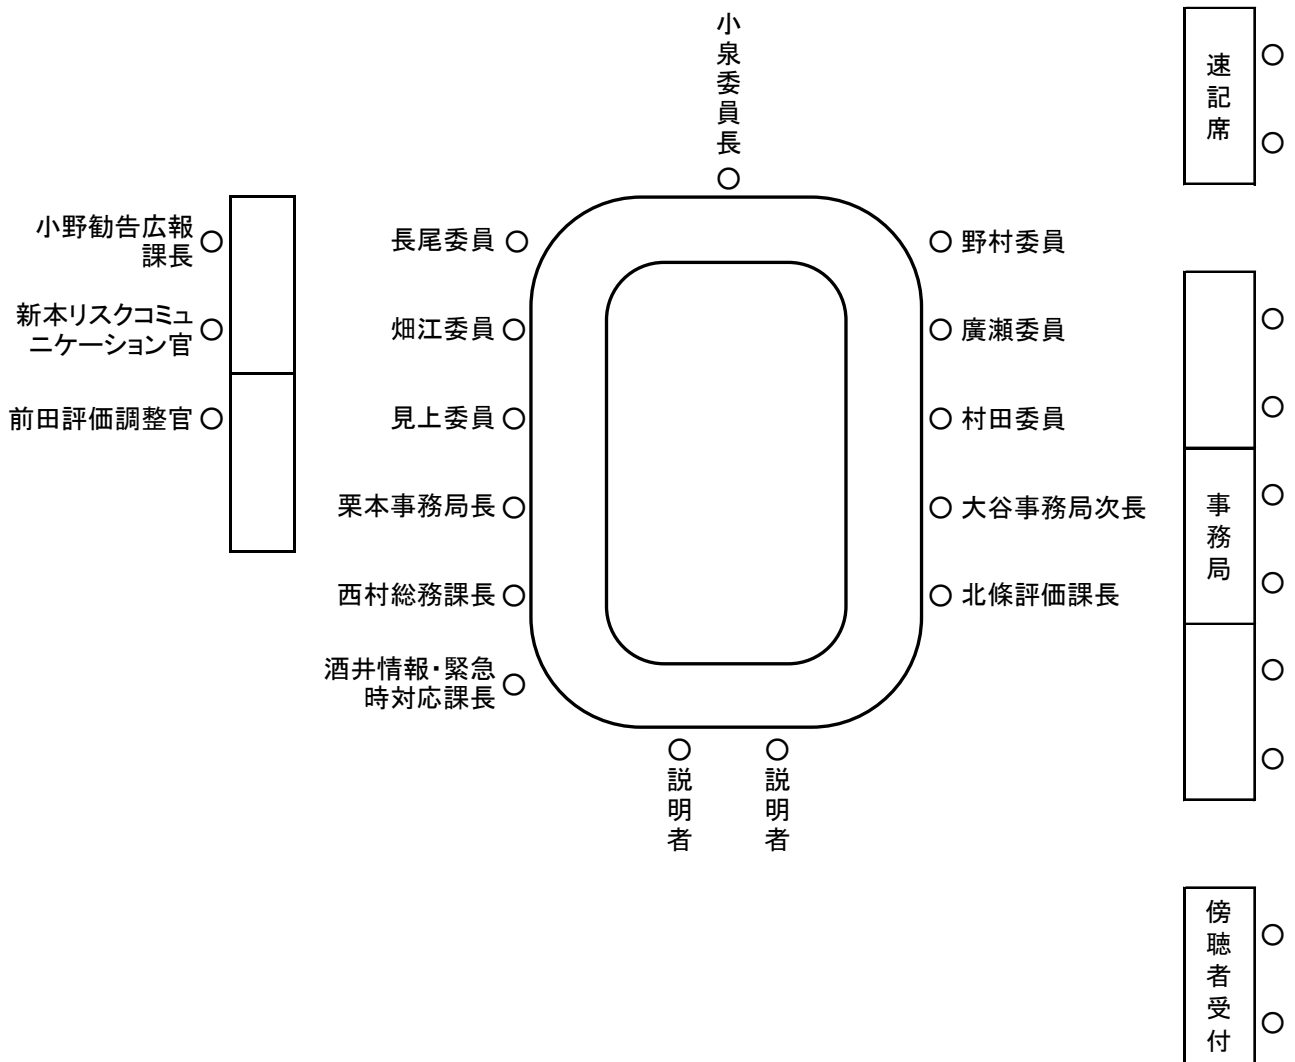 小泉委員長
速記席
小野勧告広報
課長
新本リスクコミュ
ニケーション官
前田評価調整官
長尾委員
畑江委員
見上委員
栗本事務局長
西村総務課長
酒井情報・緊急
時対応課長
野村委員
廣瀬委員
村田委員
大谷事務局次長
北條評価課長
説明者
説明者
事務局
傍聴者受付